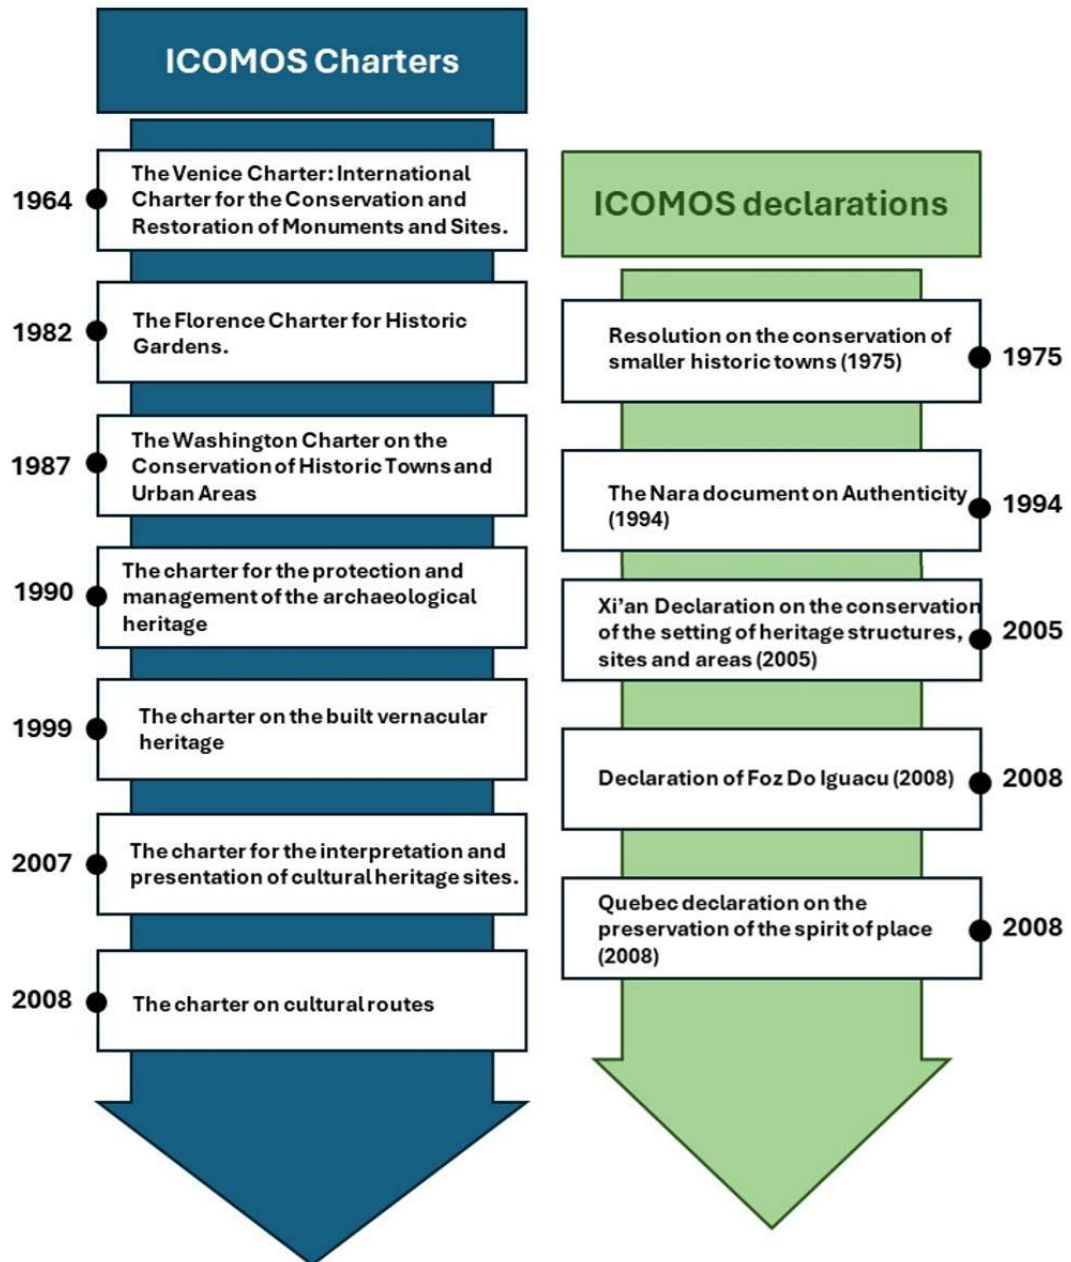 ICOMOS Charters
1964
The Venice Charter: International
Charter for the Conservation and
Restoration of Monuments and Sites.
1982
The Florence Charter for Historic
Gardens.
1987
The Washington Charter on the
Conservation of Historic Towns and
Urban Areas
1990
The charter for the protection and
management of the archaeological
heritage
1999
The charter on the built vernacular
heritage
2007
The charter for the interpretation and
presentation of cultural heritage sites.
2008
The charter on cultural routes
ICOMOS declarations
Resolution on the conservation of
smaller historic towns (1975)
1975
The Nara document on Authenticity
(1994)
1994
Xi’an Declaration on the conservation
of the setting of heritage structures,
sites and areas (2005)
2005
Declaration of Foz Do Iguacu (2008)
2008
Quebec declaration on the
preservation of the spirit of place
(2008)
2008